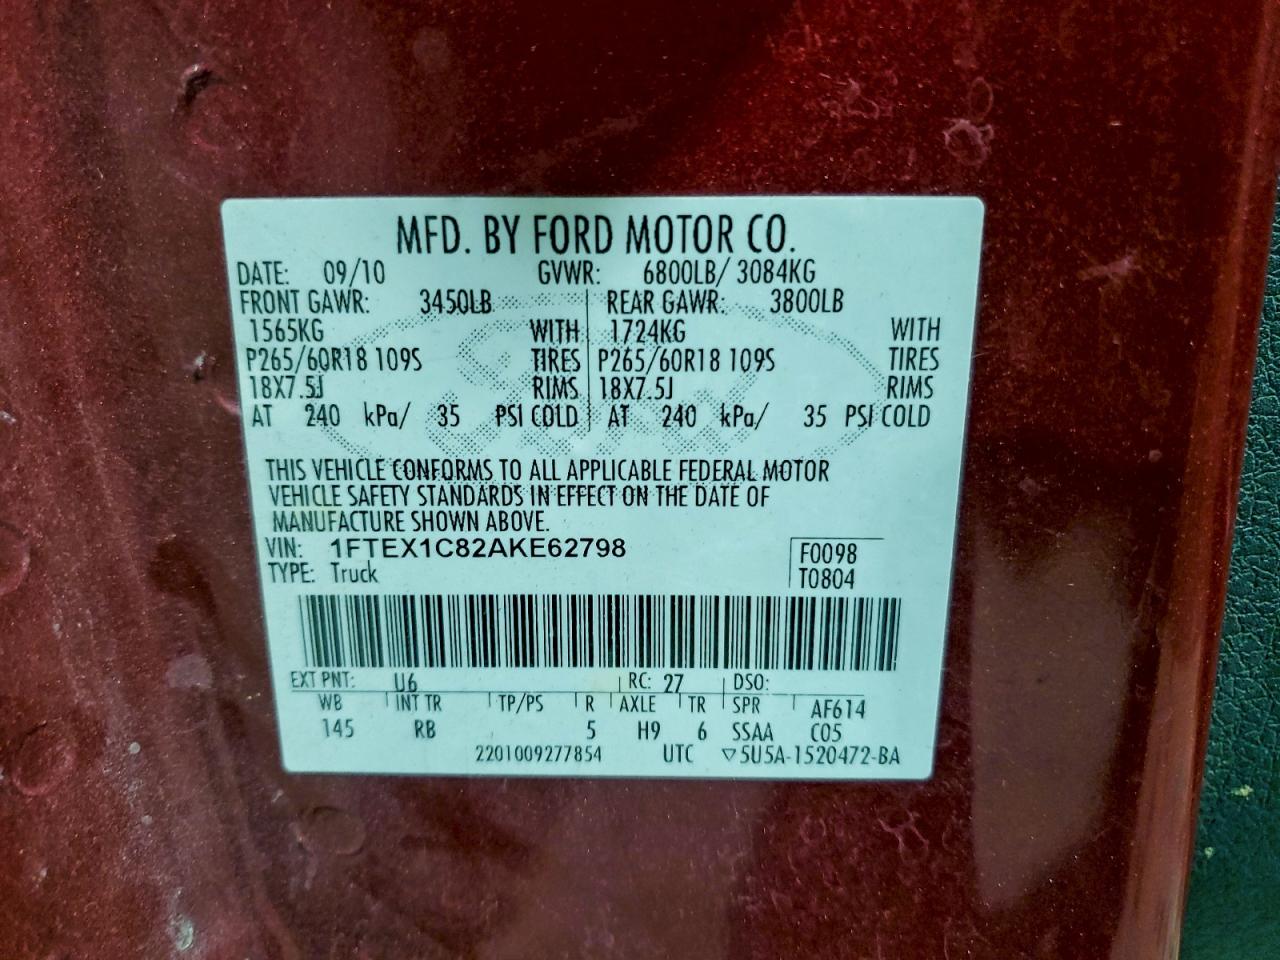 MFD. BY FORD MOTOR CO.
DATE: 09/10 GVWR: 6800LB/ 3084KG
FRONT GAWR: 3450LB REAR GAWR: 3800LB
1565KG WITH 1724KG WITH
P265/60R18 109S TIRES P265/60R18 109S TIRES
18X7.5J RIMS 18X7.5J RIMS
AT 240 kPa/ 35 PSI COLD AT 240 kPa/ 35 PSI COLD
THIS VEHICLE CONFORMS TO ALL APPLICABLE FEDERAL MOTOR
VEHICLE SAFETY STANDARDS IN EFFECT ON THE DATE OF
MANUFACTURE SHOWN ABOVE.
VIN: 1FTEX1C82AKE62798 F0098
TYPE: Truck T0804
EXT PNT: U6 RC: 27 DSO:
WB INT TR TP/PS R AXLE TR SPR AF614
145 RB 5 H9 6 SSAA C05
2201009277854 UTC ▽5U5A-1520472-BA